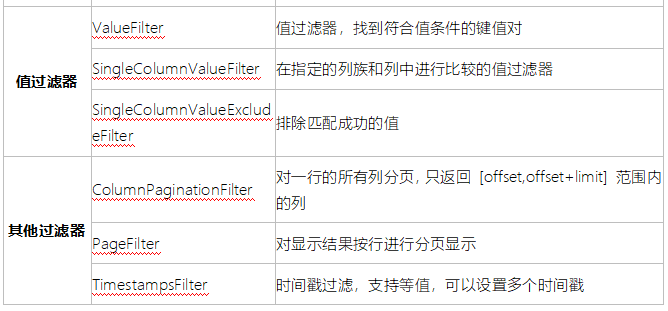 值过滤器
ValueFilter
值过滤器，找到符合值条件的键值对
SingleColumnValueFilter
在指定的列族和列中进行比较的值过滤器
SingleColumnValueExclud
eFilter
排除匹配成功的值
其他过滤器
ColumnPaginationFilter
对一行的所有列分页，只返回 [offset,offset+limit] 范围内
的列
PageFilter
对显示结果按行进行分页显示
TimestampsFilter
时间戳过滤，支持等值，可以设置多个时间戳